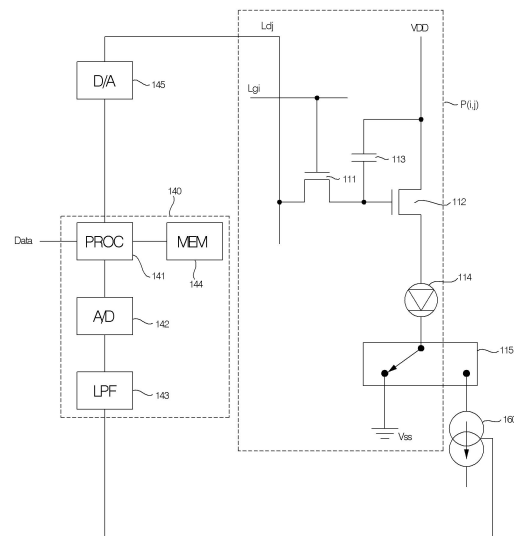 Ldj
VDD
D/A
145
Lgi
P(i,j)
113
111
112
140
Data
PROC
MEM
141
144
114
A/D
142
115
LPF
143
160
Vss